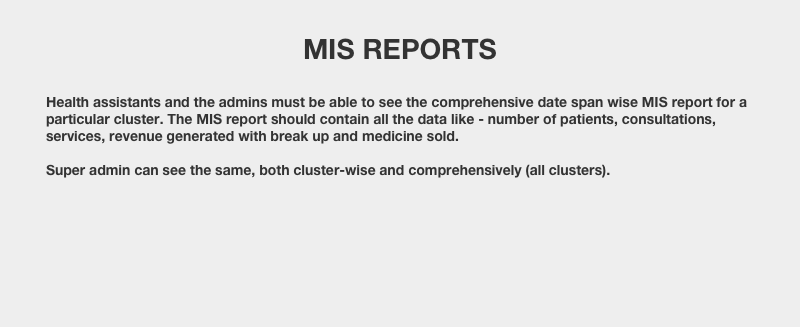 MIS REPORTS
Health assistants and the admins must be able to see the comprehensive date span wise MIS report for a
particular cluster. The MIS report should contain all the data like - number of patients, consultations,
services, revenue generated with break up and medicine sold.
Super admin can see the same, both cluster-wise and comprehensively (all clusters).